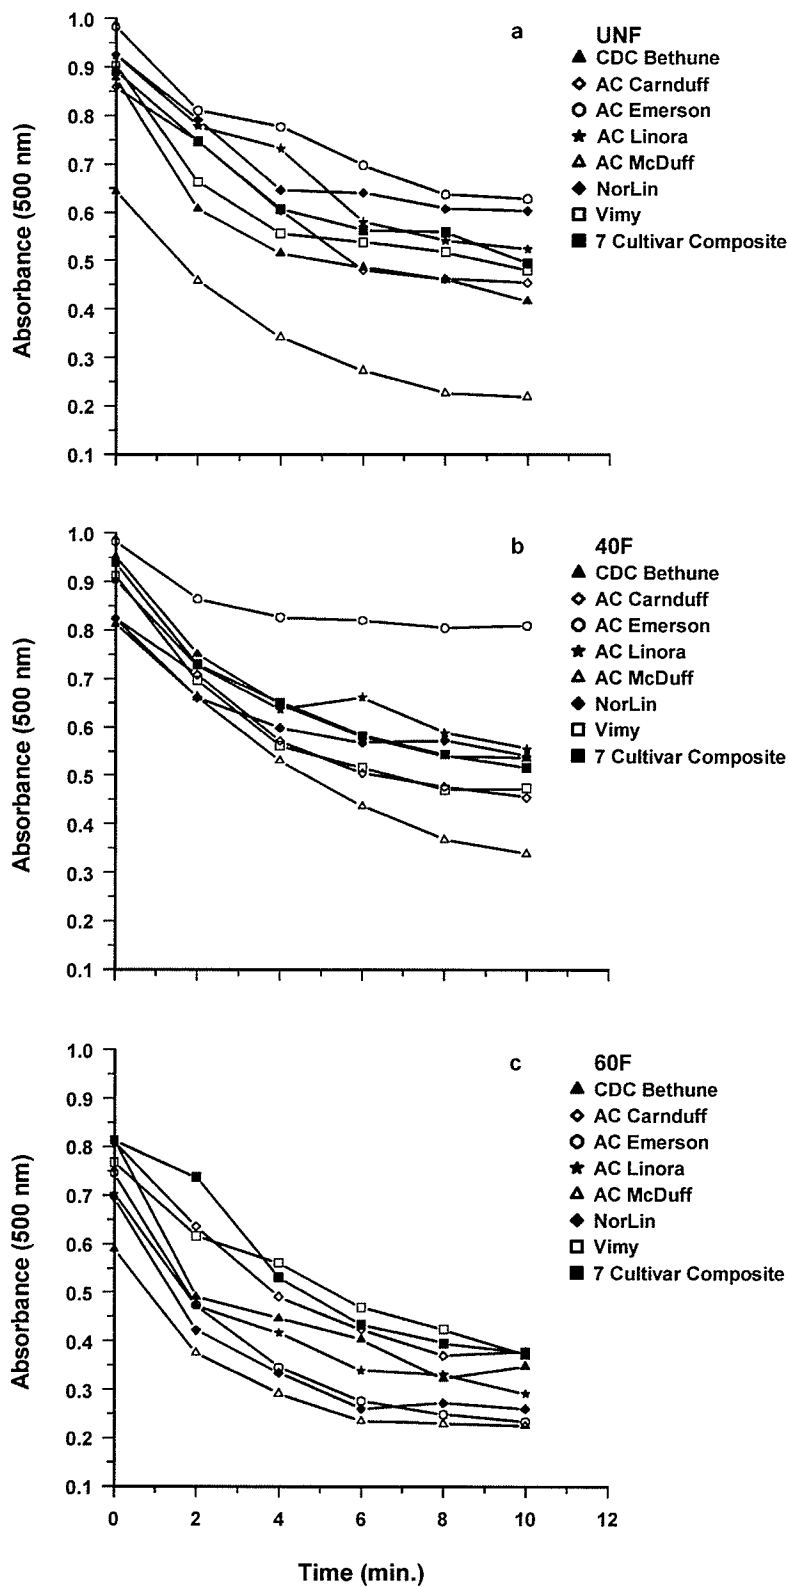 a
UNF
CDC Bethune
AC Carnduff
AC Emerson
AC Linora
AC McDuff
NorLin
Vimy
7 Cultivar Composite
Absorbance (500 nm)
1.0
0.9
0.8
0.7
0.6
0.5
0.4
0.3
0.2
0.1
b
40F
CDC Bethune
AC Carnduff
AC Emerson
AC Linora
AC McDuff
NorLin
Vimy
7 Cultivar Composite
Absorbance (500 nm)
1.0
0.9
0.8
0.7
0.6
0.5
0.4
0.3
0.2
0.1
c
60F
CDC Bethune
AC Carnduff
AC Emerson
AC Linora
AC McDuff
NorLin
Vimy
7 Cultivar Composite
Absorbance (500 nm)
1.0
0.9
0.8
0.7
0.6
0.5
0.4
0.3
0.2
0.1
0 2 4 6 8 10 12
Time (min.)